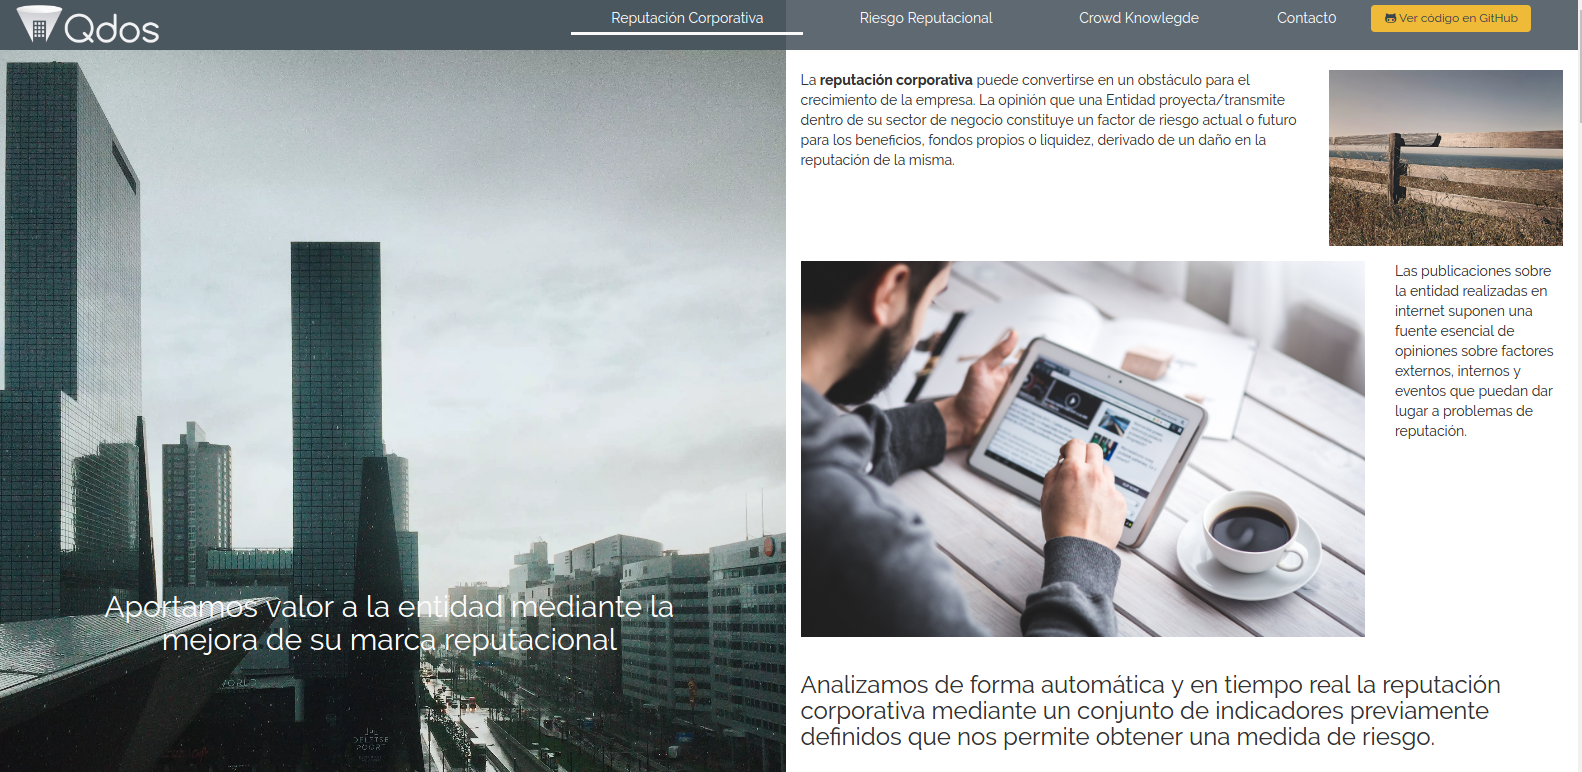 Qdos
Reputación Corporativa
Riesgo Reputacional
Crowd Knowlegde
Contact0
Ver código en GitHub
La reputación corporativa puede convertirse en un obstáculo para el
crecimiento de la empresa. La opinión que una Entidad proyecta/transmite
dentro de su sector de negocio constituye un factor de riesgo actual o futuro
para los beneficios, fondos propios o liquidez, derivado de un daño en la
reputación de la misma.
Las publicaciones sobre
la entidad realizadas en
internet suponen una
fuente esencial de
opiniones sobre factores
externos, internos y
eventos que puedan dar
lugar a problemas de
reputación.
Aportamos valor a la entidad mediante la
mejora de su marca reputacional
Analizamos de forma automática y en tiempo real la reputación
corporativa mediante un conjunto de indicadores previamente
definidos que nos permite obtener una medida de riesgo.